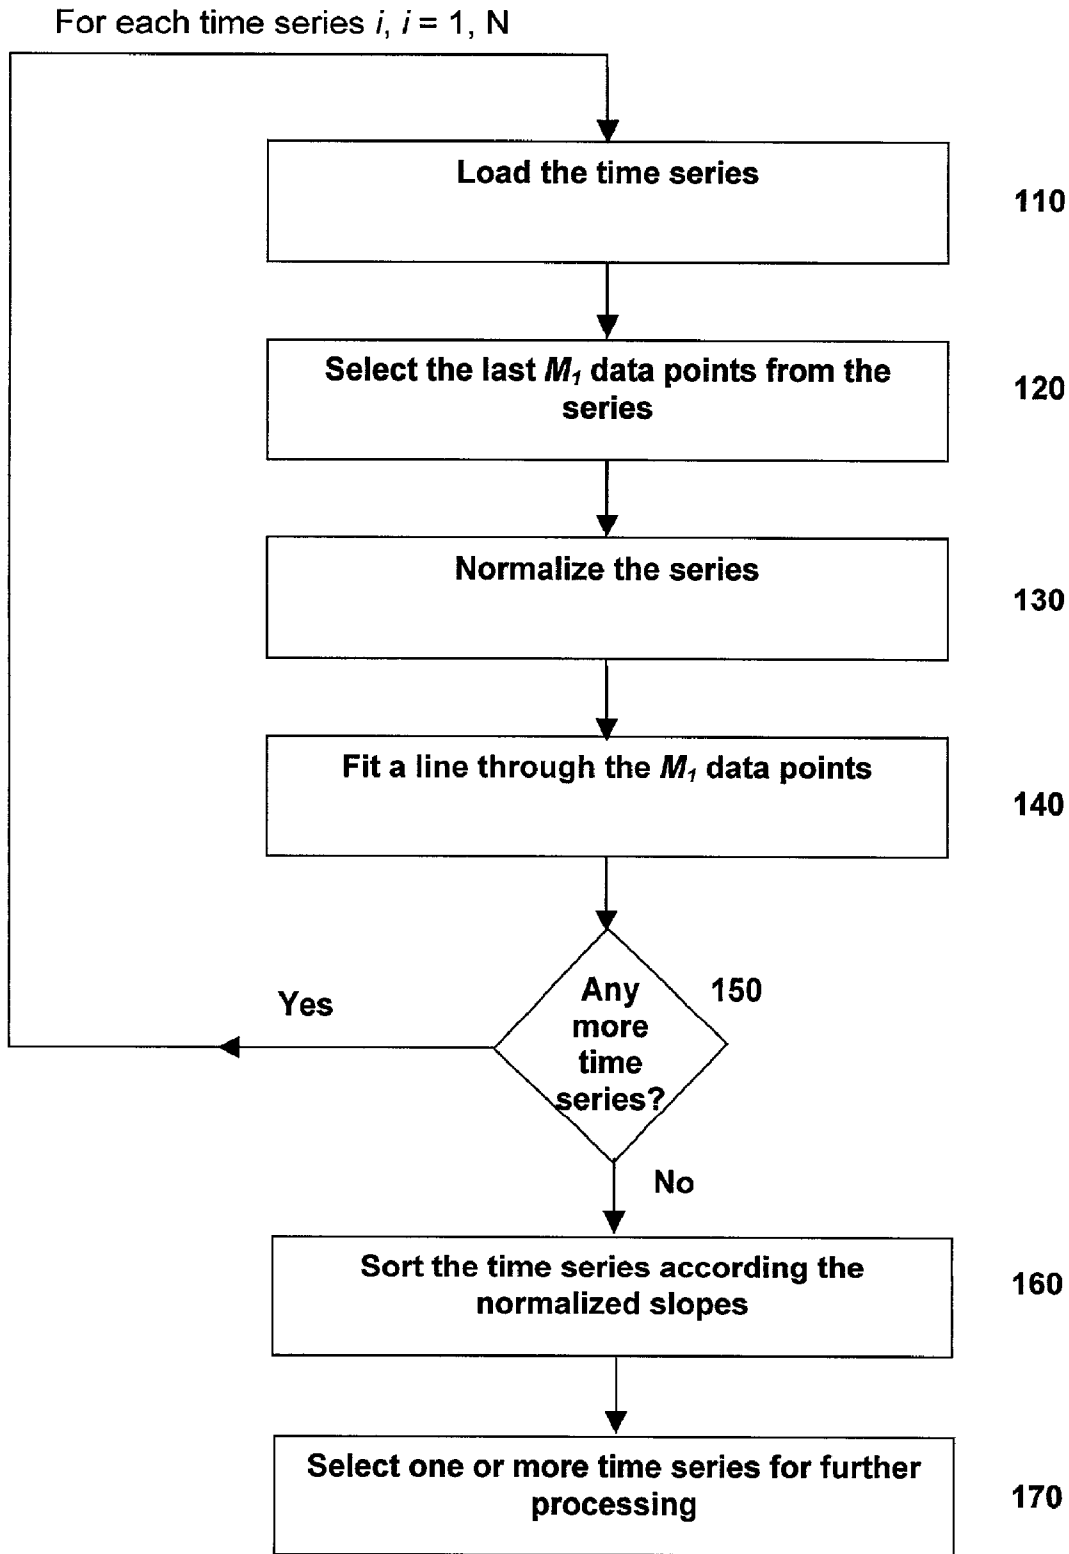 For each time series i, i = 1, N
Load the time series
110
Select the last M1 data points from the
series
120
Normalize the series
130
Fit a line through the M1 data points
140
Any
more
time
series?
150
Yes
No
Sort the time series according the
normalized slopes
160
Select one or more time series for further
processing
170